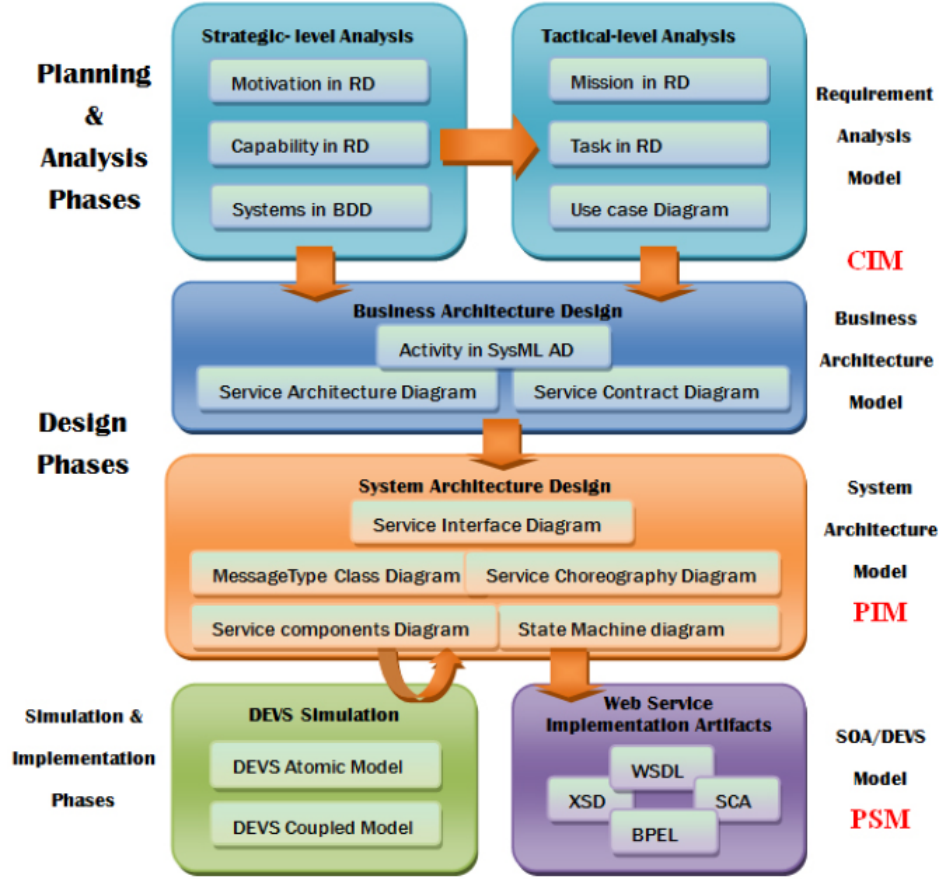 Planning
&
Analysis
Phases
Strategic- level Analysis
Motivation in RD
Capability in RD
Systems in BDD
Tactical-level Analysis
Mission in RD
Task in RD
Use case Diagram
Requirement
Analysis
Model
CIM
Design
Phases
Business Architecture Design
Activity in SysML AD
Service Architecture Diagram
Service Contract Diagram
Business
Architecture
Model
System Architecture Design
Service Interface Diagram
MessageType Class Diagram
Service Choreography Diagram
Service components Diagram
State Machine diagram
System
Architecture
Model
PIM
Simulation &
Implementation
Phases
DEVS Simulation
DEVS Atomic Model
DEVS Coupled Model
Web Service
Implementation Artifacts
WSDL
XSD
SCA
BPEL
SOA/DEVS
Model
PSM